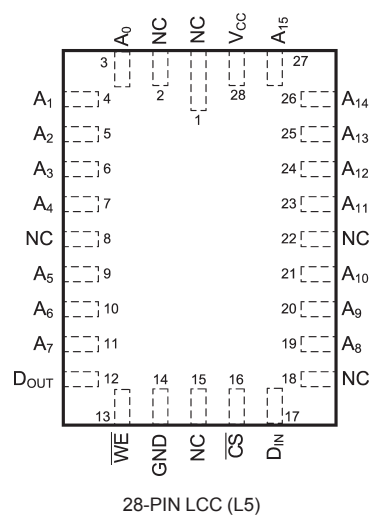 A0 NC NC VCC A15
3 2 1 28 27
A1 4 26 A14
A2 5 25 A13
A3 6 24 A12
A4 7 23 A11
NC 8 22 NC
A5 9 21 A10
A6 10 20 A9
A7 11 19 A8
DOUT 12 18 NC
13 14 15 16 17
W̅E̅ GND NC C̅S̅ DIN
28-PIN LCC (L5)